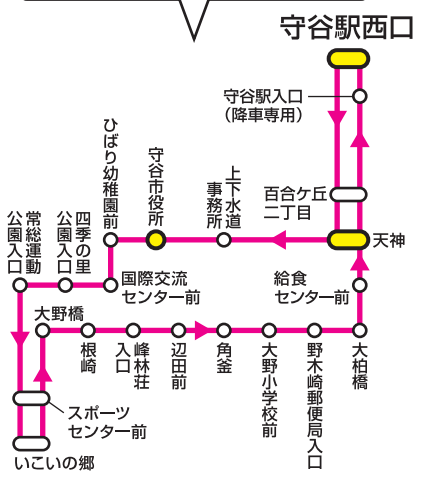 守谷駅西口
守谷駅入口
（降車専用）
百合ケ丘
二丁目
天神
上下水道
事務所
守谷市役所
ひばり幼稚園前
国際交流
センター前
四季の里
公園入口
常総運動
公園入口
スポーツ
センター前
いこいの郷
大野橋
根崎
峰林荘
入口
辺田前
角釜
大野小学校前
野木崎郵便局入口
大柏橋
給食
センター前